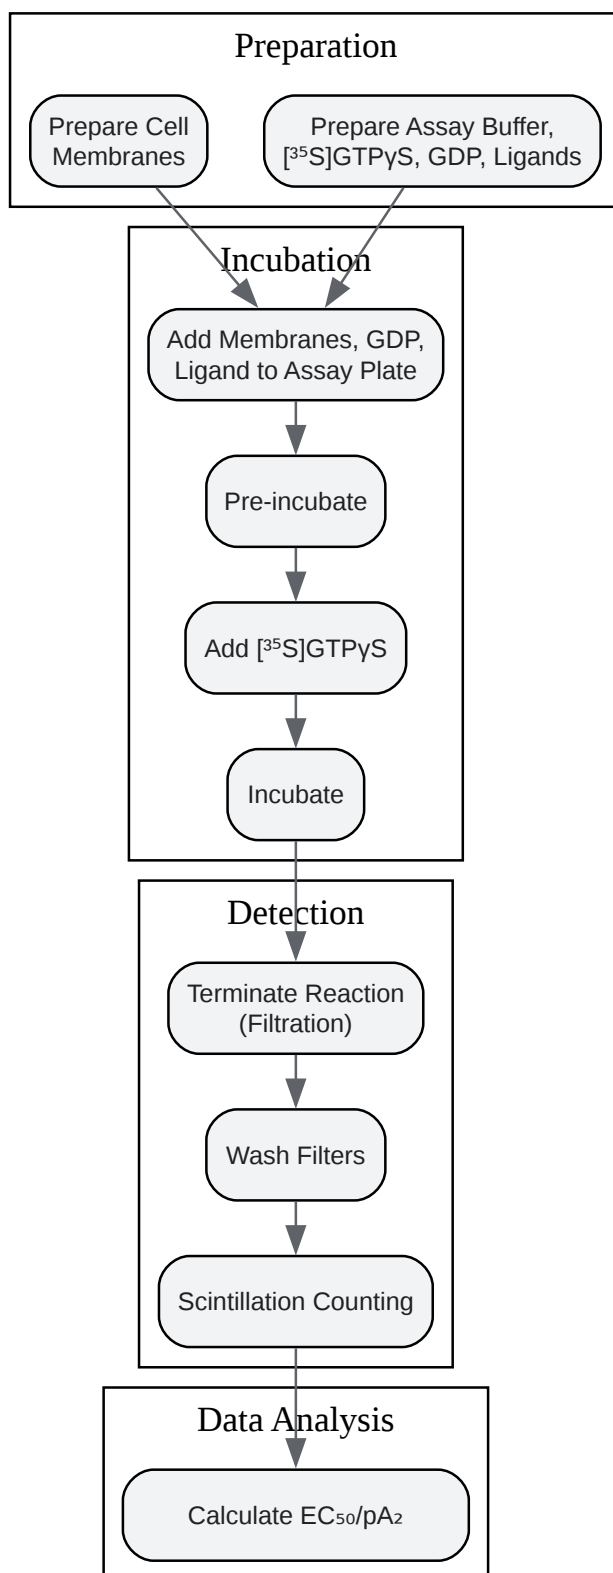 Preparation
Prepare Cell
Membranes
Prepare Assay Buffer,
[³⁵S]GTPγS, GDP, Ligands
Incubation
Add Membranes, GDP,
Ligand to Assay Plate
Pre-incubate
Add [³⁵S]GTPγS
Incubate
Detection
Terminate Reaction
(Filtration)
Wash Filters
Scintillation Counting
Data Analysis
Calculate EC₅₀/pA₂